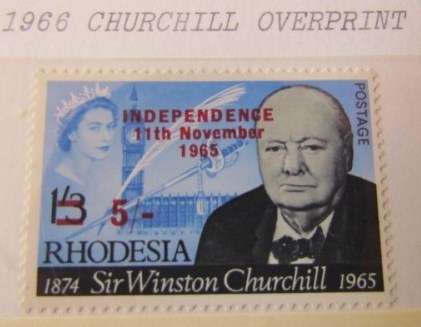 1966 CHURCHILL OVERPRINT
INDEPENDENCE
11th November
1965
POSTAGE
1/3 5/-
RHODESIA
1874 Sir Winston Churchill 1965